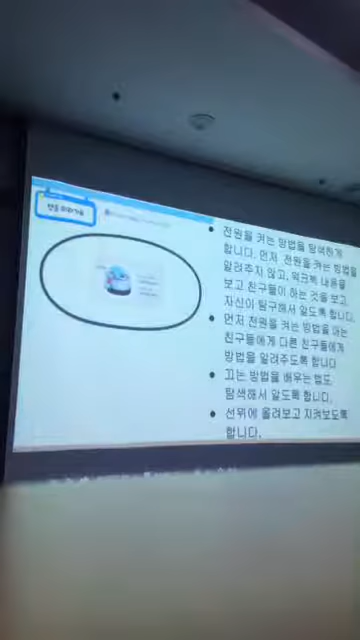 전원을 켜는 방법을 탐색하게
합니다. 먼저 전원을 켜는 방법을
알려주지 않고, 워크북 내용을
보고 친구들이 하는 것을 보고
자신이 탐구해서 알도록 합니다.
먼저 전원을 켜는 방법을 아는
친구들에게 다른 친구들에게
방법을 알려주도록 합니다
끄는 방법을 배우는 법도
탐색해서 알도록 합니다.
선위에 올려보고 지켜보도록
합니다.